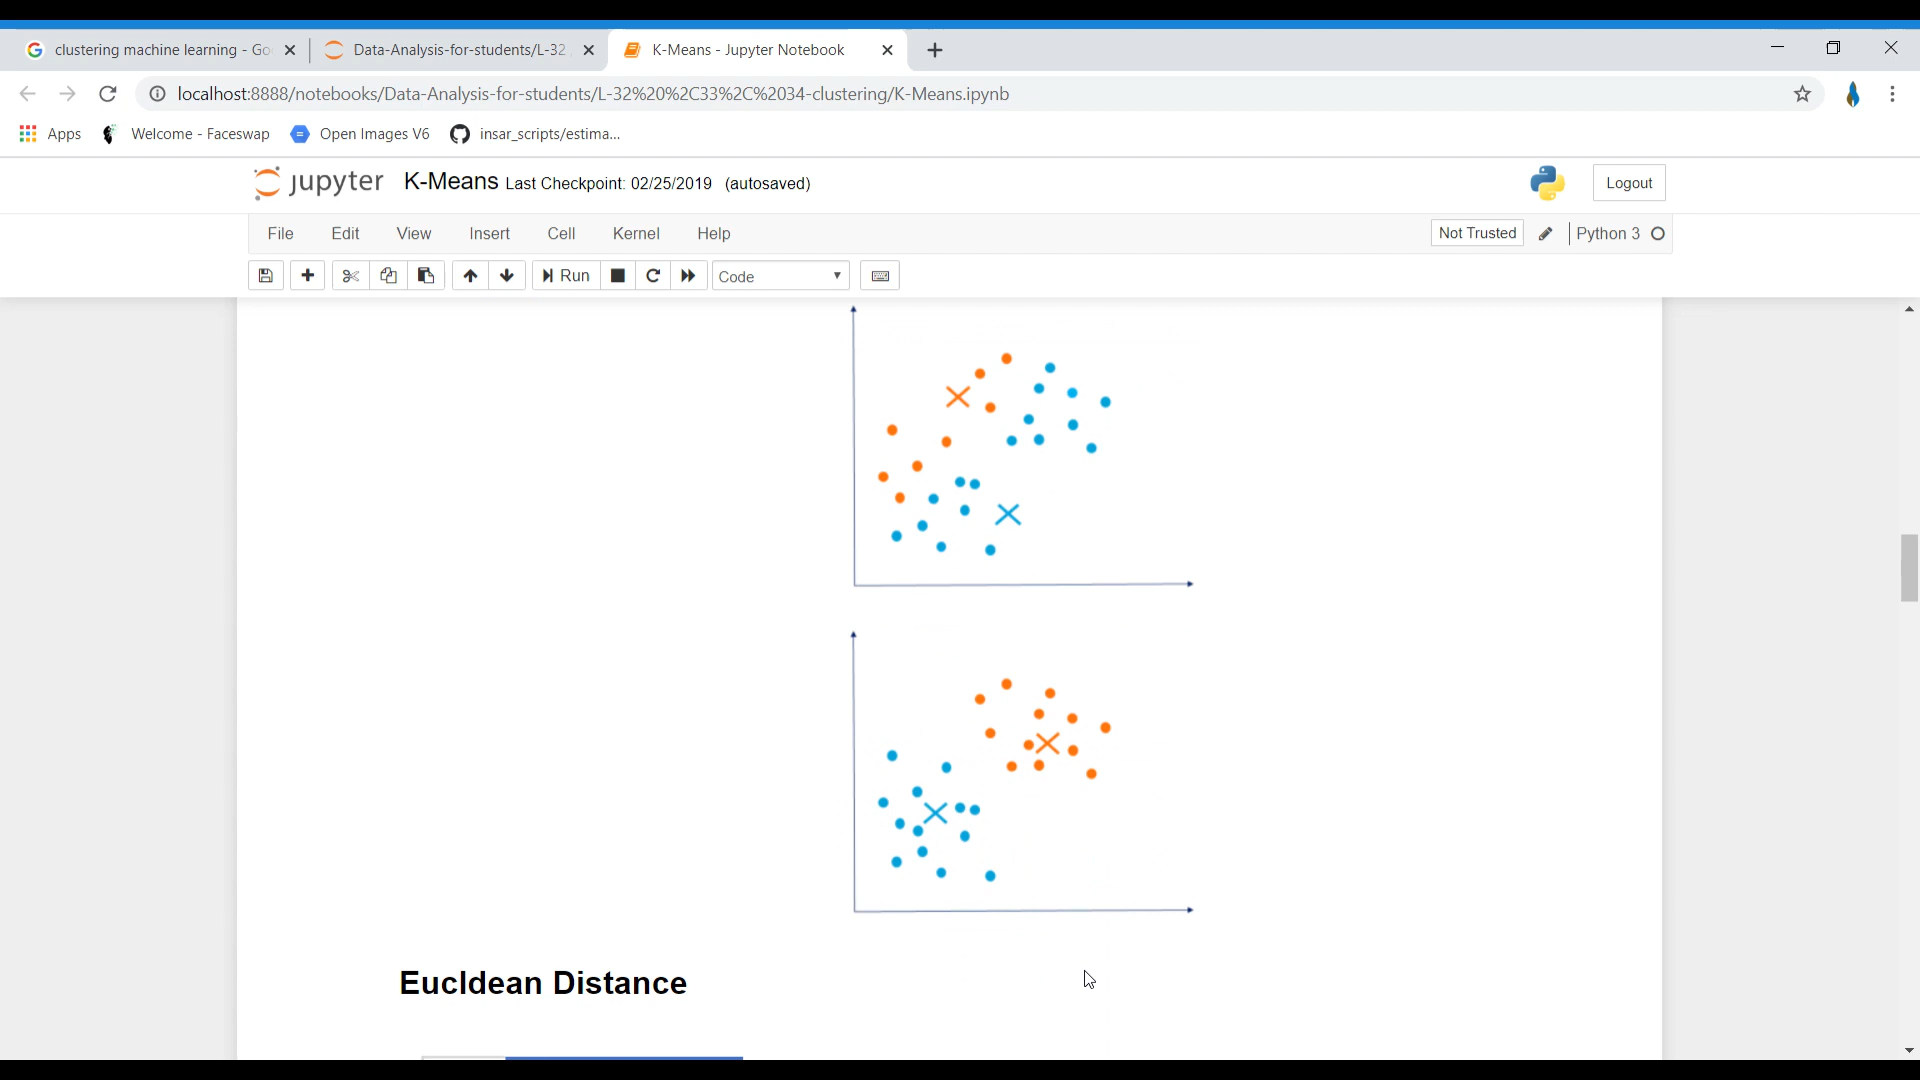 clustering machine learning - Go
Data-Analysis-for-students/L-32
K-Means - Jupyter Notebook
localhost:8888/notebooks/Data-Analysis-for-students/L-32%20%2C33%2C%2034-clustering/K-Means.ipynb
Apps
Welcome - Faceswap
Open Images V6
insar_scripts/estima...
jupyter K-Means Last Checkpoint: 02/25/2019 (autosaved)
Logout
File Edit View Insert Cell Kernel Help
Not Trusted
Python 3
Run
Code
Eucldean Distance